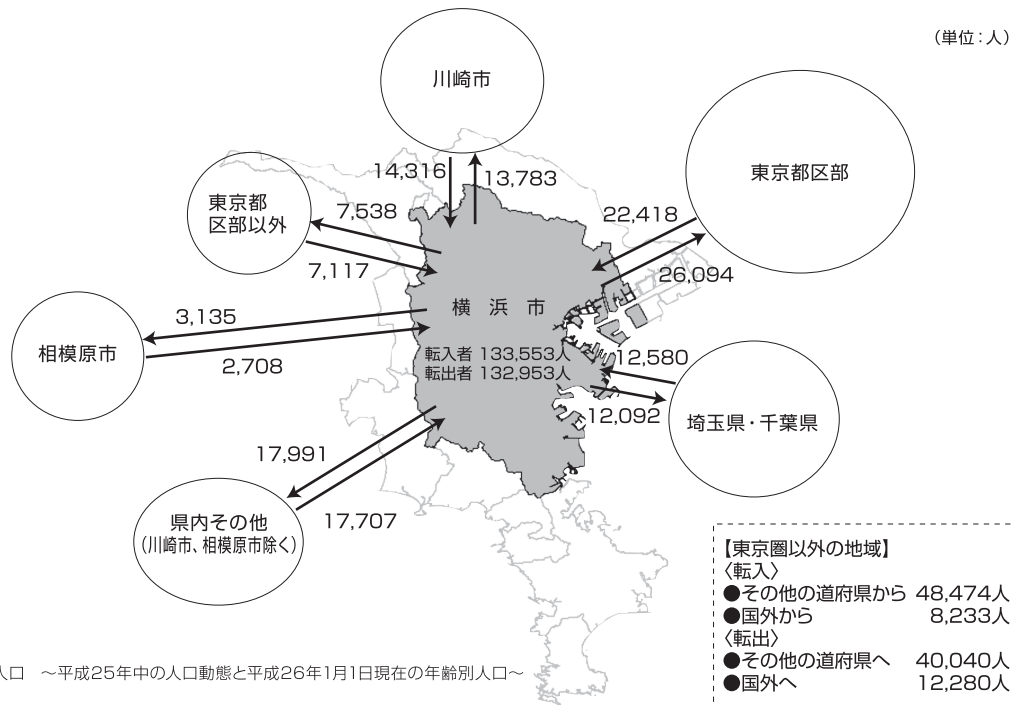 (単位：人)
川崎市
14,316
13,783
東京都区部
22,418
26,094
東京都
区部以外
7,538
7,117
横 浜 市
転入者 133,553人
転出者 132,953人
相模原市
3,135
2,708
12,580
12,092
埼玉県・千葉県
17,991
17,707
県内その他
(川崎市、相模原市除く)
【東京圏以外の地域】
〈転入〉
●その他の道府県から 48,474人
●国外から 8,233人
〈転出〉
●その他の道府県へ 40,040人
●国外へ 12,280人
人口 ～平成25年中の人口動態と平成26年1月1日現在の年齢別人口～